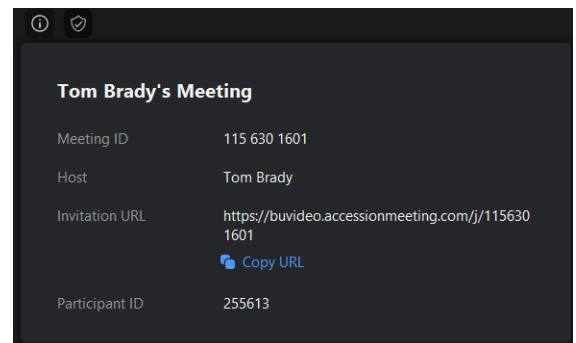 Tom Brady's Meeting
Meeting ID 115 630 1601
Host Tom Brady
Invitation URL https://buvideo.accessionmeeting.com/j/115630
1601
Copy URL
Participant ID 255613